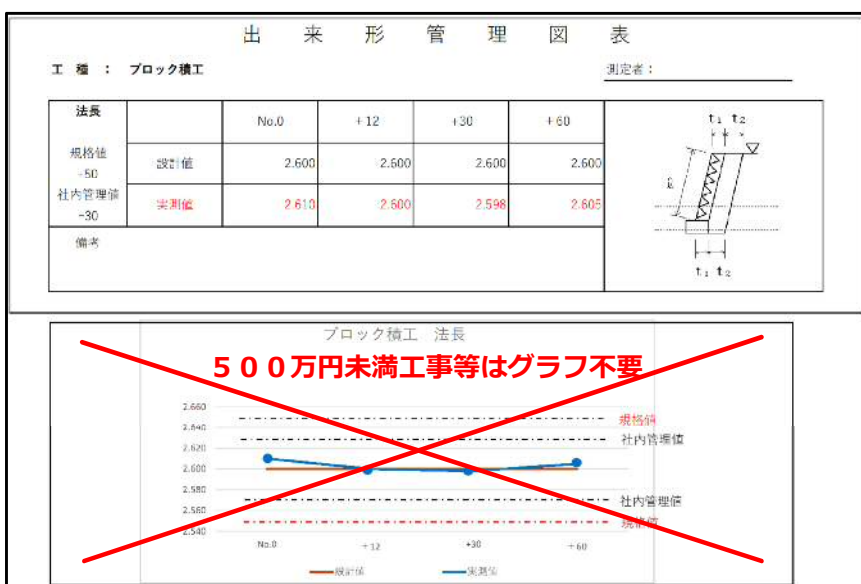 出来形管理図表
工 種 : ブロック積工
測定者:
法長 No.0 +12 +30 +60
規格値 -50 設計値 2.600 2.600 2.600 2.600
社内管理値 -30 実測値 2.610 2.600 2.598 2.605
備考
t₁ t₂
t₁ t₂
ブロック積工 法長
500万円未満工事等はグラフ不要
2.660
2.640
2.620
2.600
2.580
2.560
2.540
規格値
社内管理値
社内管理値
規格値
No.0 +12 +30 +60
設計値 実測値